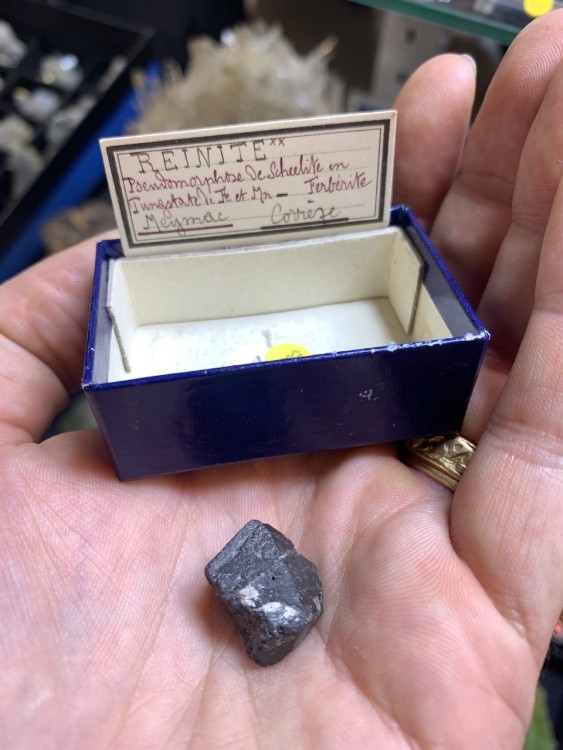 REINITE xx
Pseudomorphose De Scheelite en
Tungstate de Fe et Mn — Ferbérite
Meymac Corrèze